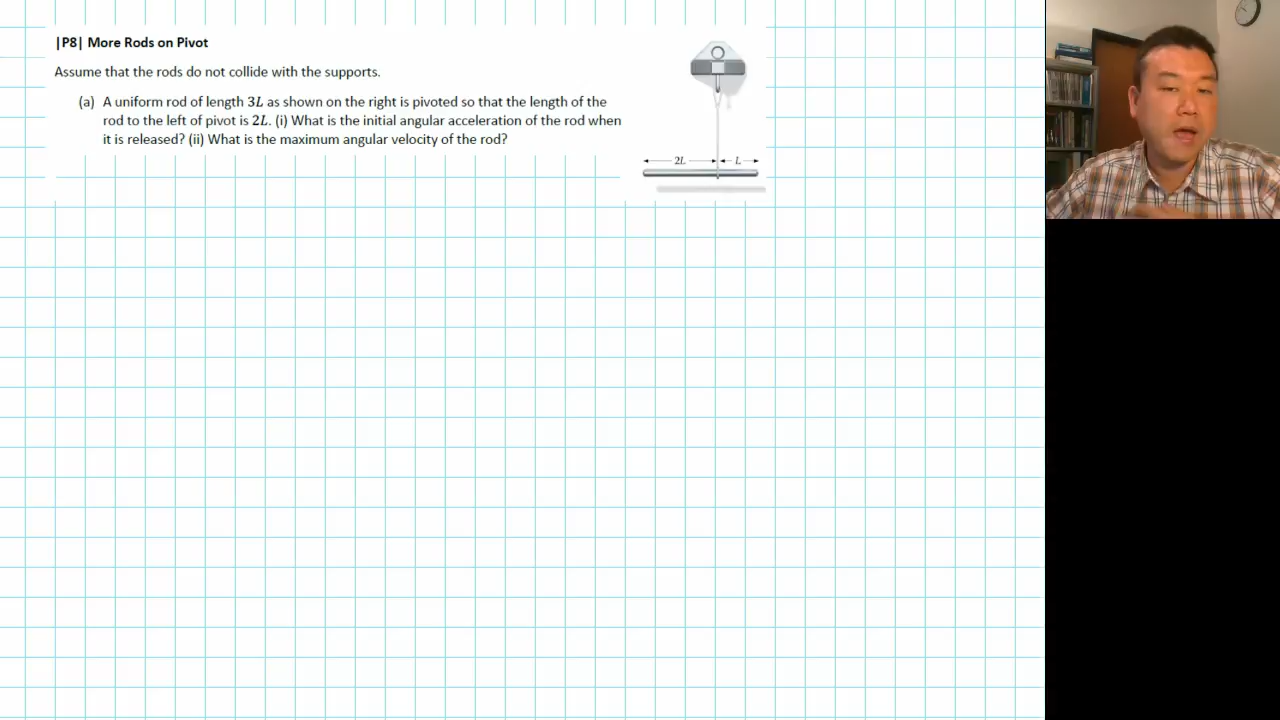 |P8| More Rods on Pivot
Assume that the rods do not collide with the supports.
(a) A uniform rod of length 3L as shown on the right is pivoted so that the length of the
rod to the left of pivot is 2L. (i) What is the initial angular acceleration of the rod when
it is released? (ii) What is the maximum angular velocity of the rod?
2L L